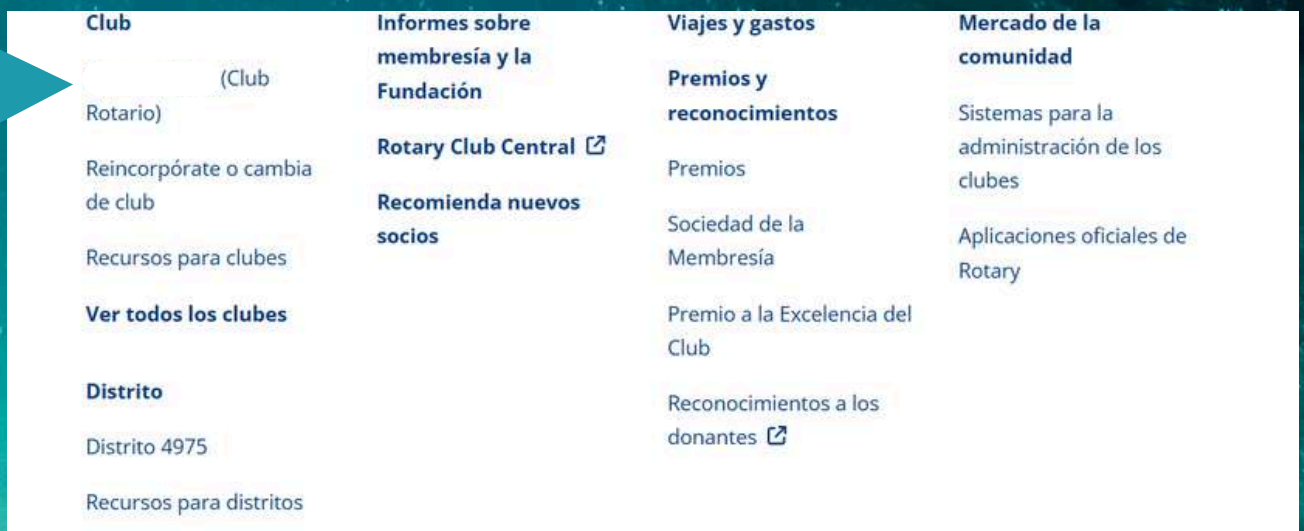 Club
(Club
Rotario)
Reincorpórate o cambia
de club
Recursos para clubes
Ver todos los clubes
Distrito
Distrito 4975
Recursos para distritos
Informes sobre
membresía y la
Fundación
Rotary Club Central
Recomienda nuevos
socios
Viajes y gastos
Premios y
reconocimientos
Premios
Sociedad de la
Membresía
Premio a la Excelencia del
Club
Reconocimientos a los
donantes
Mercado de la
comunidad
Sistemas para la
administración de los
clubes
Aplicaciones oficiales de
Rotary